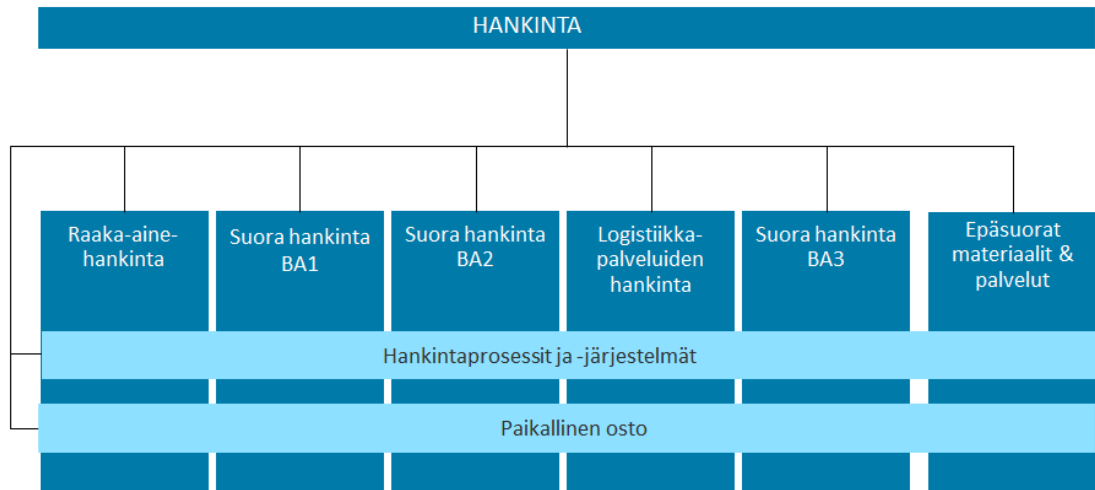 HANKINTA
Raaka-aine-
hankinta
Suora hankinta
BA1
Suora hankinta
BA2
Logistiikka-
palveluiden
hankinta
Suora hankinta
BA3
Epäsuorat
materiaalit &
palvelut
Hankintaprosessit ja -järjestelmät
Paikallinen osto